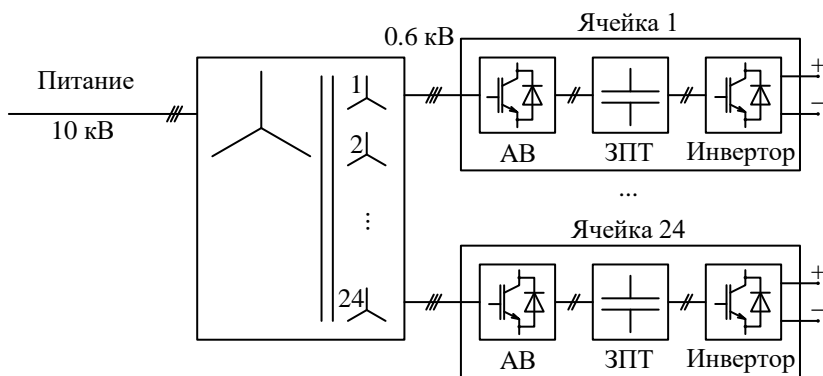 0.6 кВ
Ячейка 1
Питание
10 кВ
1
2
...
24
+
−
АВ
ЗПТ
Инвертор
...
Ячейка 24
+
−
АВ
ЗПТ
Инвертор